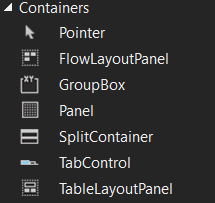 Containers
Pointer
FlowLayoutPanel
GroupBox
Panel
SplitContainer
TabControl
TableLayoutPanel